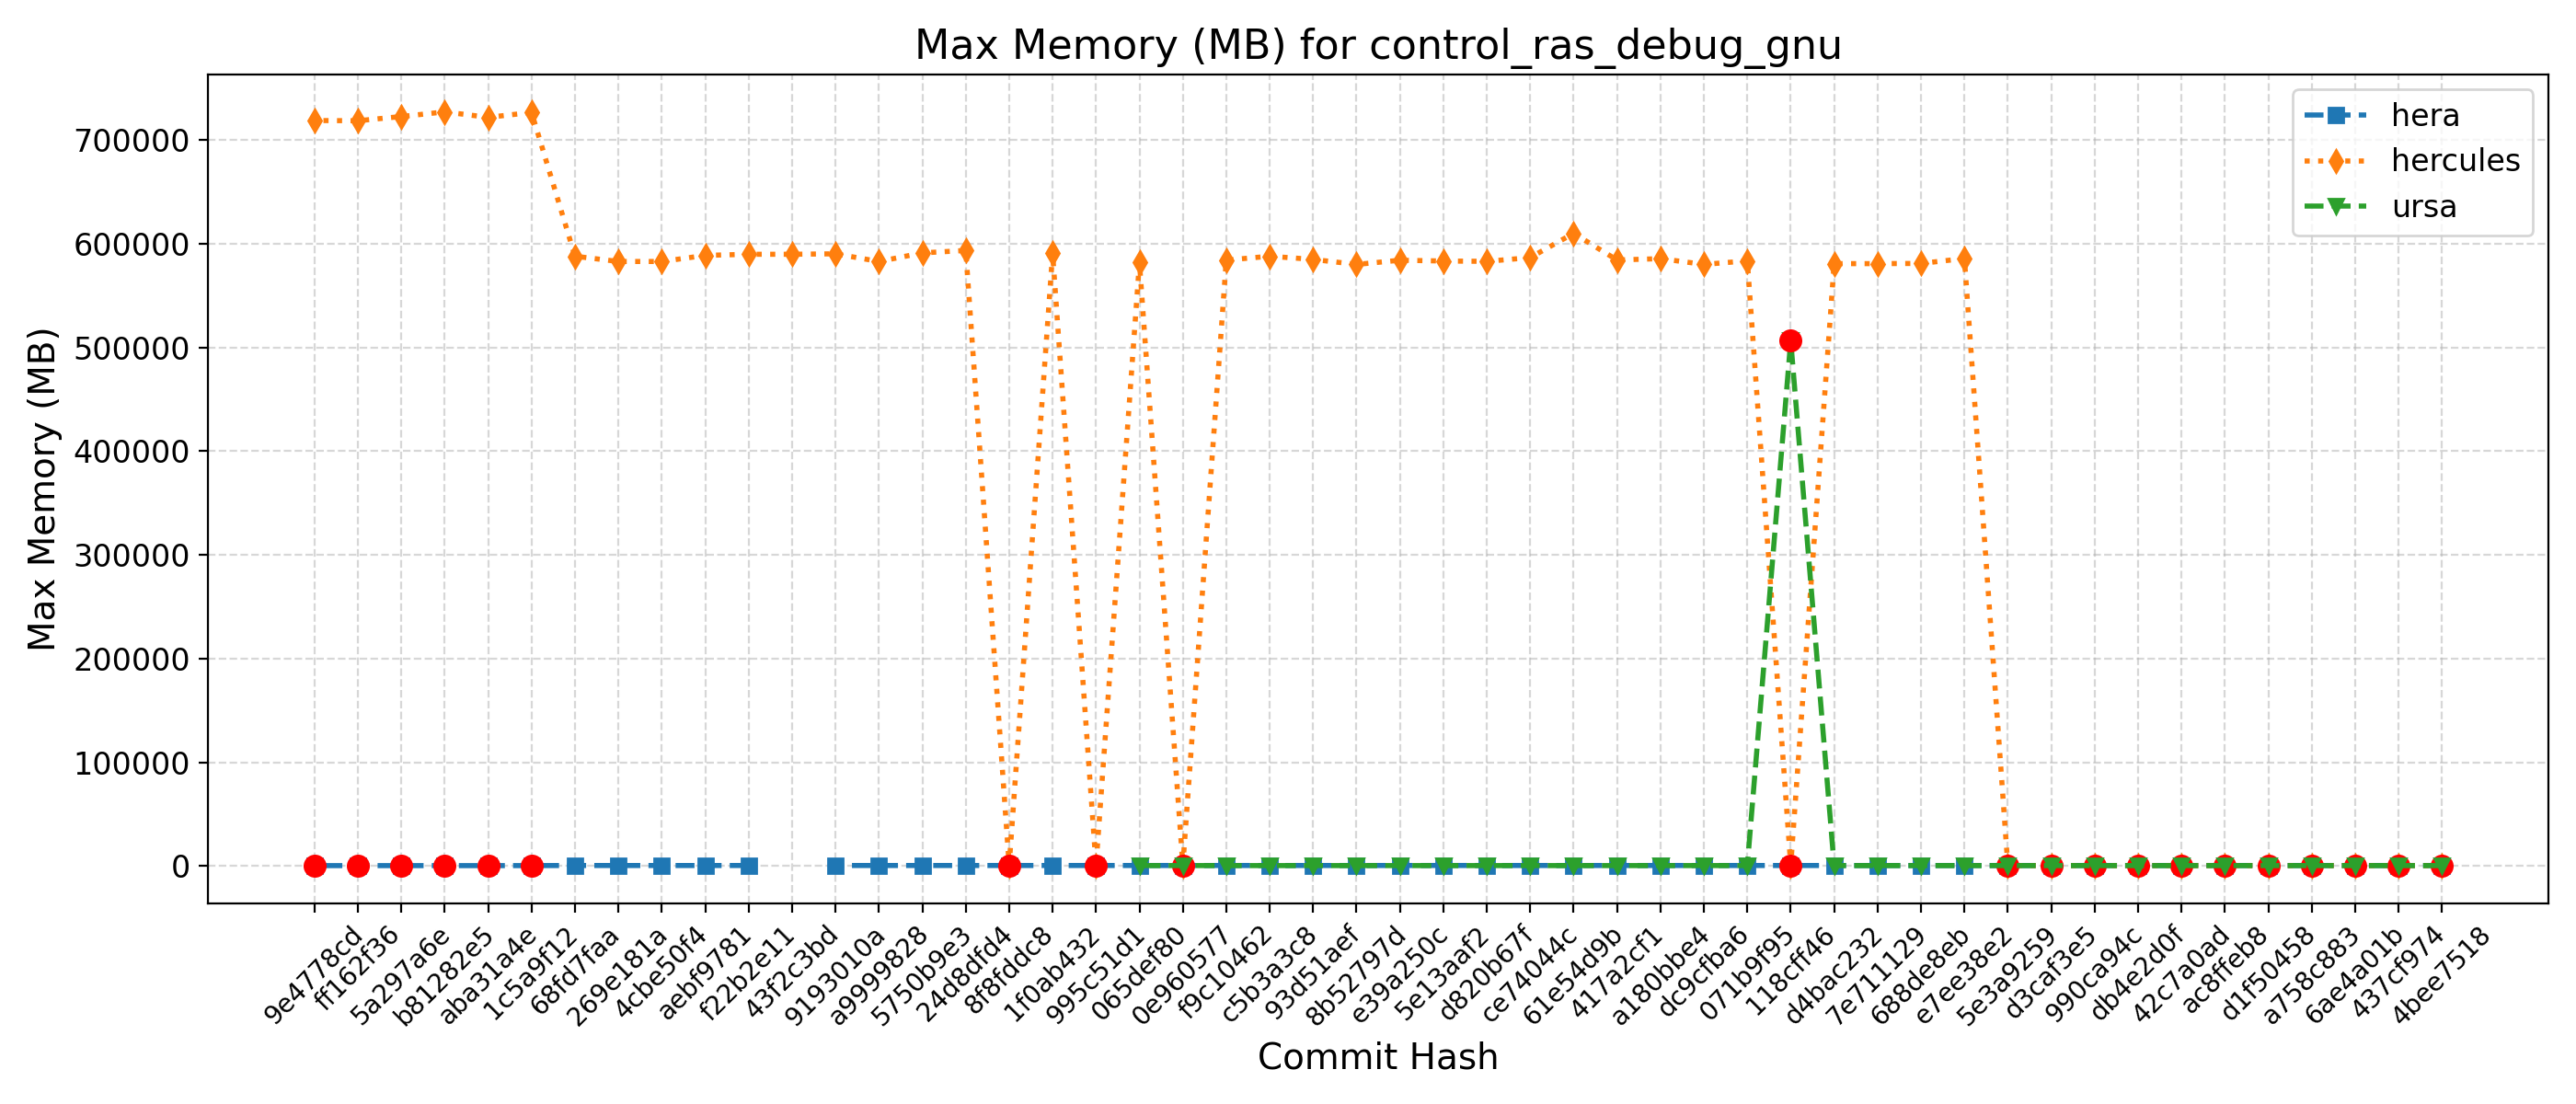 Max Memory (MB) for control_ras_debug_gnu
hera
hercules
ursa
Max Memory (MB)
700000
600000
500000
400000
300000
200000
100000
0
9e4778cd
ff162f36
5a297a6e
b81282e5
aba31a4e
1c5a9f12
68fd7faa
269e181a
4cbe50f4
aebf9781
f22b2e11
43f2c3bd
9193010a
a9999828
5750b9e3
24d8dfd4
8f8fddc8
1f0ab432
995c51d1
065def80
0e960577
f9c10462
c5b3a3c8
93d51aef
8b52797d
e39a250c
5e13aaf2
d820b67f
ce74044c
61e54d9b
417a2cf1
a180bbe4
dc9cfba6
071b9f95
118cff46
d4bac232
7e711129
688de8eb
e7ee38e2
5e3a9259
d3caf3e5
990ca94c
db4e2d0f
42c7a0ad
ac8ffeb8
d1f50458
a758c883
6ae4a01b
437cf974
4bee7518
Commit Hash